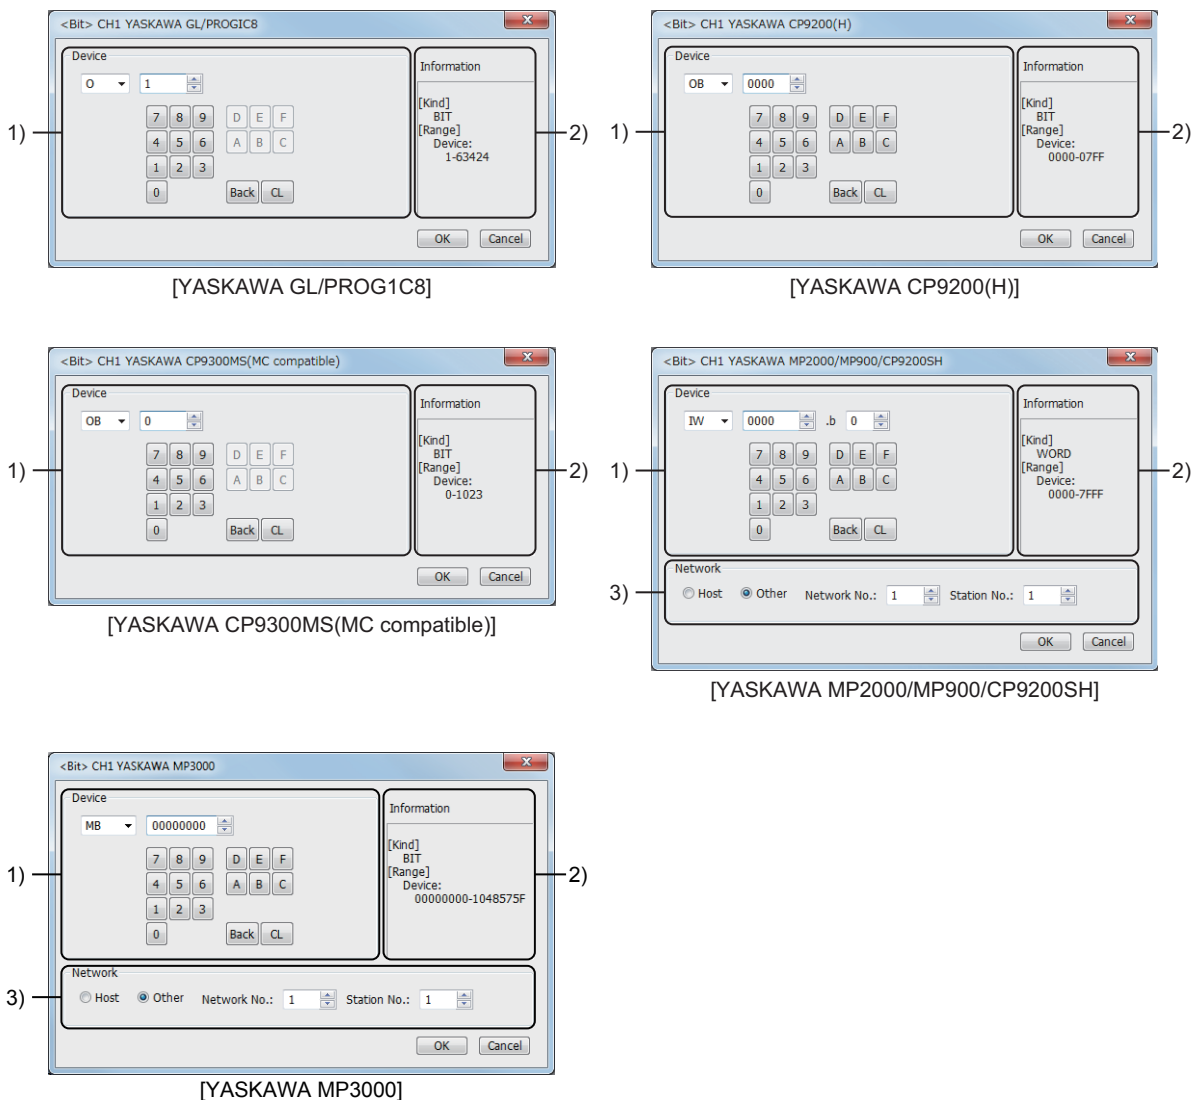 <Bit> CH1 YASKAWA GL/PROGIC8
X
Device
O 1
7 8 9 D E F
4 5 6 A B C
1 2 3
0 Back CL
Information
[Kind]
BIT
[Range]
Device:
1-63424
OK Cancel
1)
2)
[YASKAWA GL/PROG1C8]
<Bit> CH1 YASKAWA CP9200(H)
X
Device
OB 0000
7 8 9 D E F
4 5 6 A B C
1 2 3
0 Back CL
Information
[Kind]
BIT
[Range]
Device:
0000-07FF
OK Cancel
1)
2)
[YASKAWA CP9200(H)]
<Bit> CH1 YASKAWA CP9300MS(MC compatible)
X
Device
OB 0
7 8 9 D E F
4 5 6 A B C
1 2 3
0 Back CL
Information
[Kind]
BIT
[Range]
Device:
0-1023
OK Cancel
1)
2)
[YASKAWA CP9300MS(MC compatible)]
<Bit> CH1 YASKAWA MP2000/MP900/CP9200SH
X
Device
IW 0000 .b 0
7 8 9 D E F
4 5 6 A B C
1 2 3
0 Back CL
Information
[Kind]
WORD
[Range]
Device:
0000-7FFF
Network
Host Other Network No.: 1 Station No.: 1
OK Cancel
1)
2)
3)
[YASKAWA MP2000/MP900/CP9200SH]
<Bit> CH1 YASKAWA MP3000
X
Device
MB 00000000
7 8 9 D E F
4 5 6 A B C
1 2 3
0 Back CL
Information
[Kind]
BIT
[Range]
Device:
00000000-1048575F
Network
Host Other Network No.: 1 Station No.: 1
OK Cancel
1)
2)
3)
[YASKAWA MP3000]